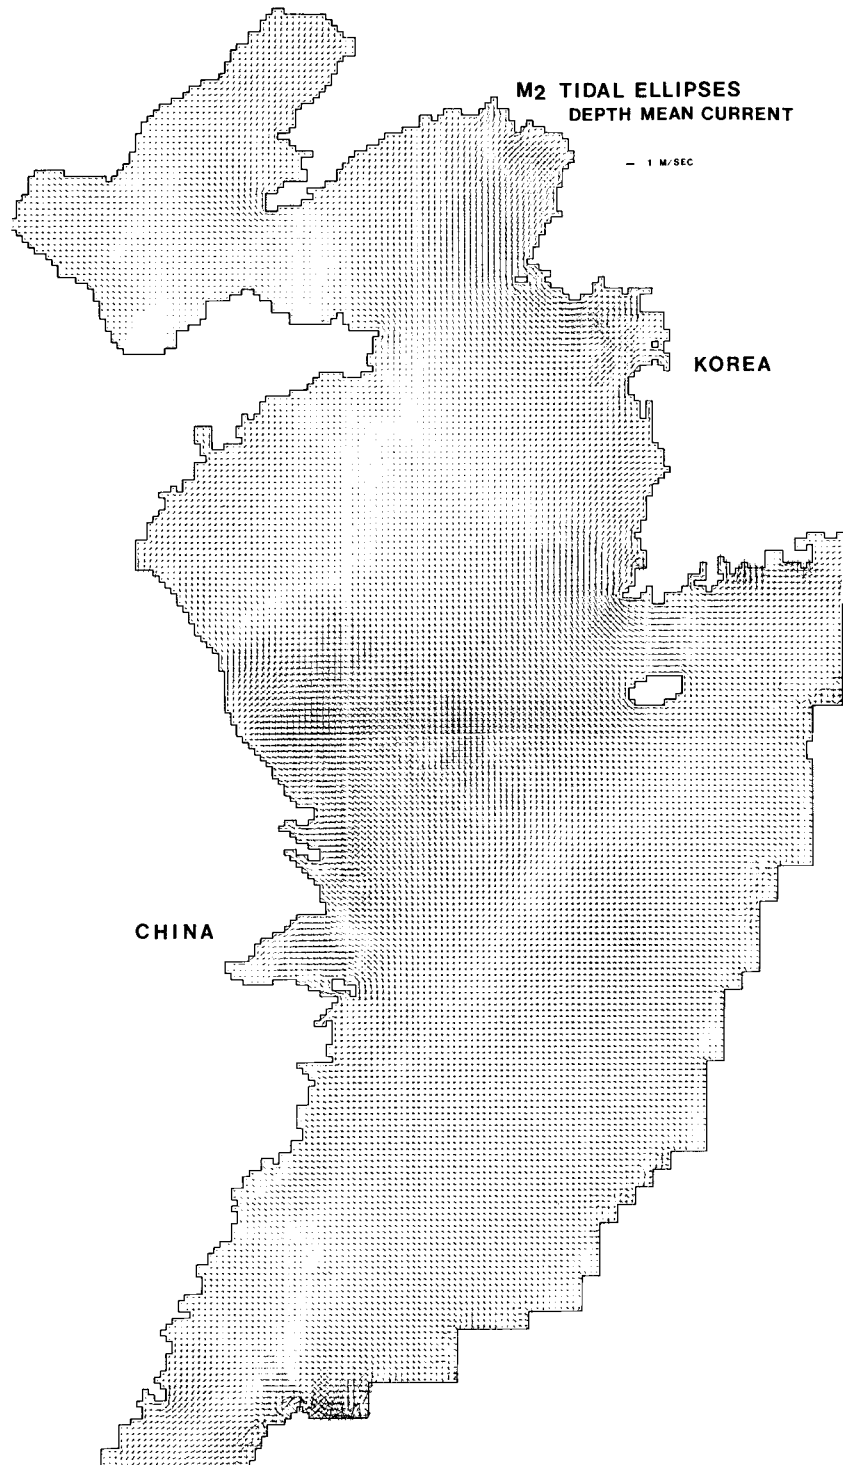 M2 TIDAL ELLIPSES
DEPTH MEAN CURRENT
1 M/SEC
KOREA
CHINA